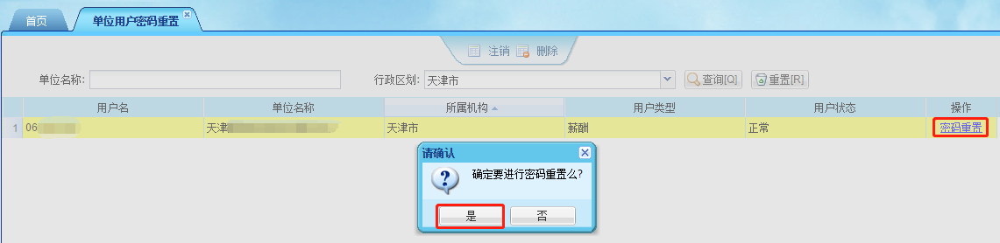 首页 单位用户密码重置
注销 删除
单位名称: 行政区划: 天津市 查询[Q] 重置[R]
用户名 单位名称 所属机构 用户类型 用户状态 操作
1 06 天津 天津市 薪酬 正常 密码重置
请确认
确定要进行密码重置么?
是 否